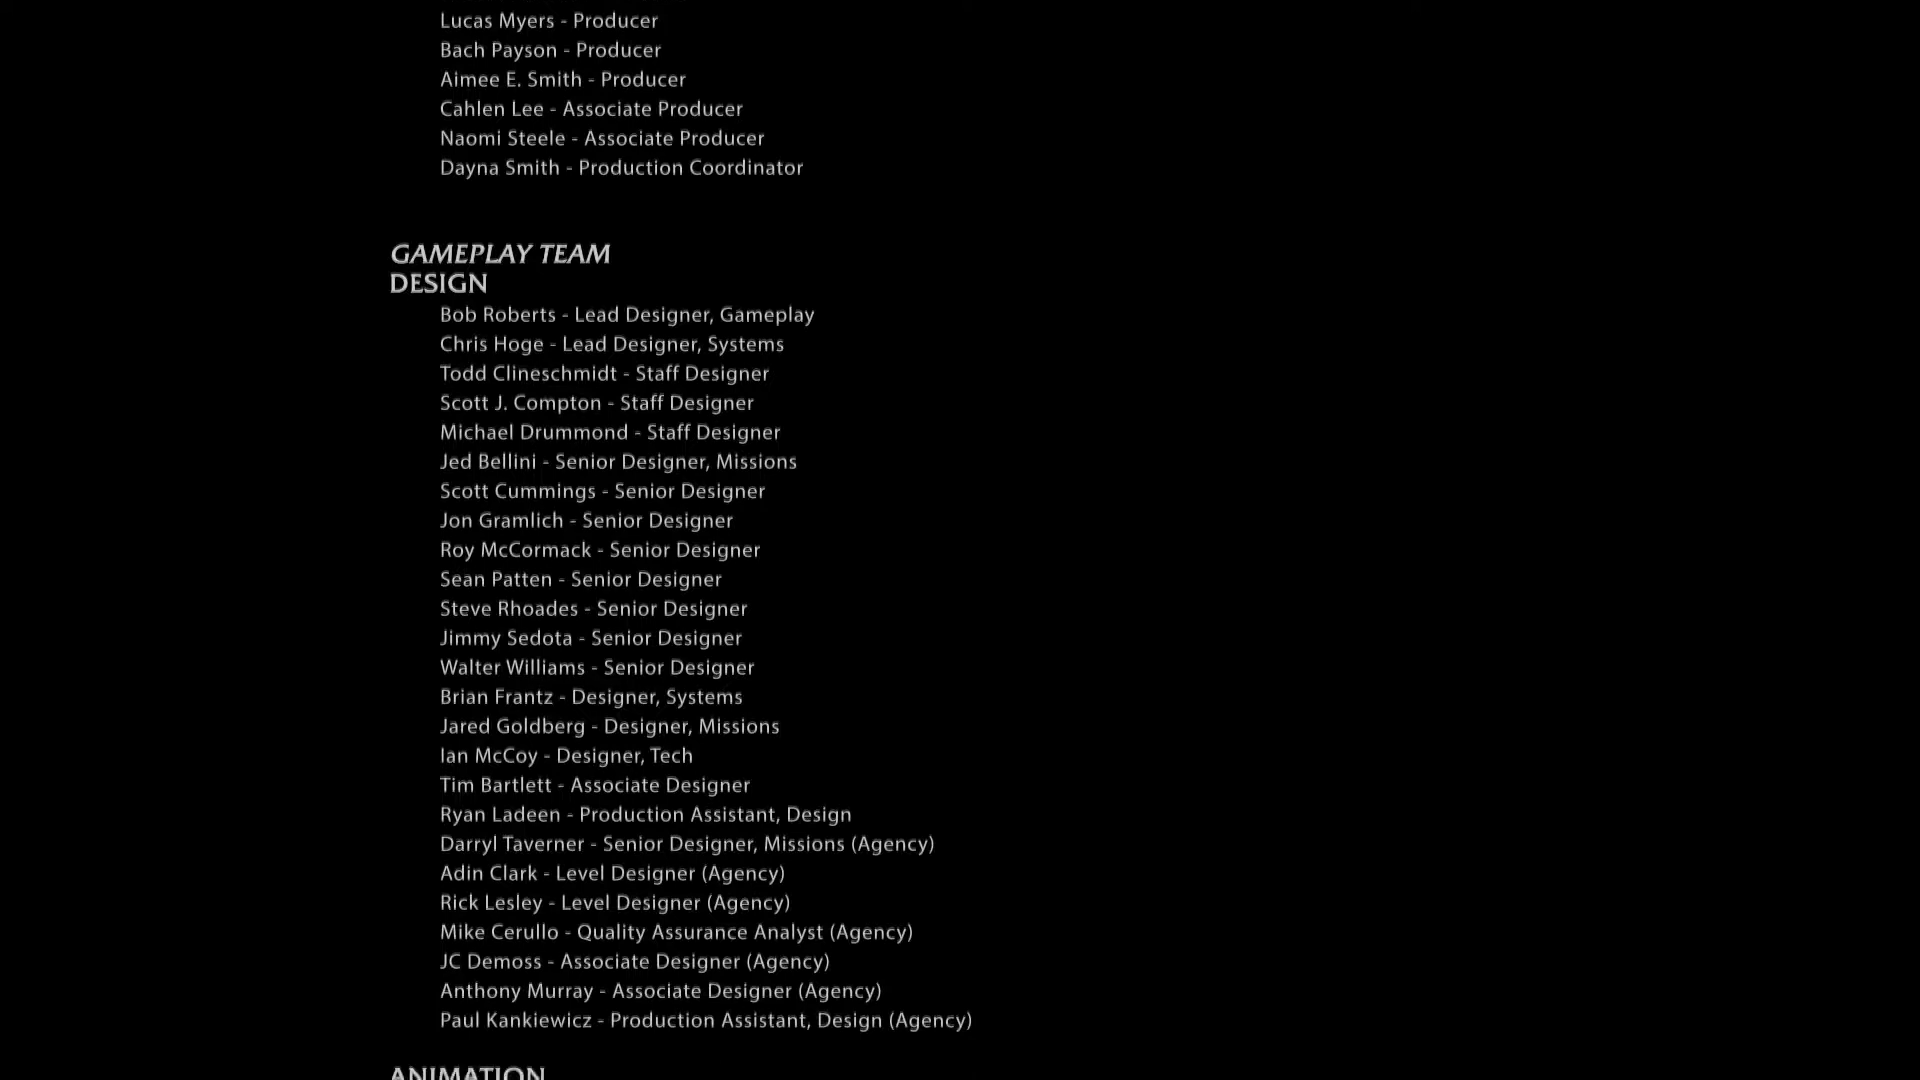 Lucas Myers - Producer
Bach Payson - Producer
Aimee E. Smith - Producer
Cahlen Lee - Associate Producer
Naomi Steele - Associate Producer
Dayna Smith - Production Coordinator
GAMEPLAY TEAM
DESIGN
Bob Roberts - Lead Designer, Gameplay
Chris Hoge - Lead Designer, Systems
Todd Clineschmidt - Staff Designer
Scott J. Compton - Staff Designer
Michael Drummond - Staff Designer
Jed Bellini - Senior Designer, Missions
Scott Cummings - Senior Designer
Jon Gramlich - Senior Designer
Roy McCormack - Senior Designer
Sean Patten - Senior Designer
Steve Rhoades - Senior Designer
Jimmy Sedota - Senior Designer
Walter Williams - Senior Designer
Brian Frantz - Designer, Systems
Jared Goldberg - Designer, Missions
Ian McCoy - Designer, Tech
Tim Bartlett - Associate Designer
Ryan Ladeen - Production Assistant, Design
Darryl Taverner - Senior Designer, Missions (Agency)
Adin Clark - Level Designer (Agency)
Rick Lesley - Level Designer (Agency)
Mike Cerullo - Quality Assurance Analyst (Agency)
JC Demoss - Associate Designer (Agency)
Anthony Murray - Associate Designer (Agency)
Paul Kankiewicz - Production Assistant, Design (Agency)
ANIMATION